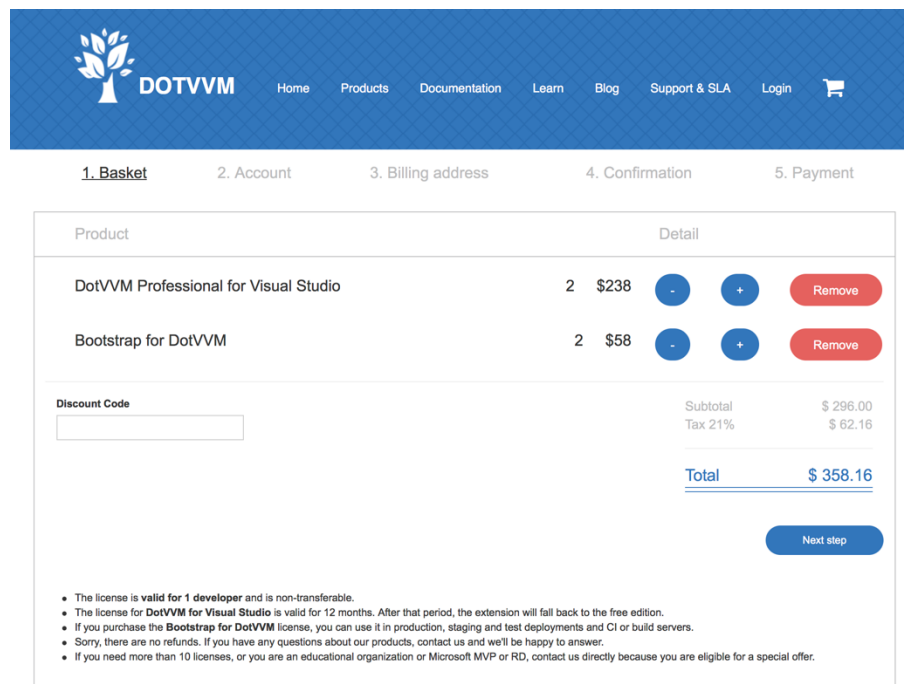 DOTVVM
Home Products Documentation Learn Blog Support & SLA Login
1. Basket 2. Account 3. Billing address 4. Confirmation 5. Payment
Product Detail
DotVVM Professional for Visual Studio 2 $238 - + Remove
Bootstrap for DotVVM 2 $58 - + Remove
Discount Code
Subtotal $ 296.00
Tax 21% $ 62.16
Total $ 358.16
Next step
• The license is valid for 1 developer and is non-transferable.
• The license for DotVVM for Visual Studio is valid for 12 months. After that period, the extension will fall back to the free edition.
• If you purchase the Bootstrap for DotVVM license, you can use it in production, staging and test deployments and CI or build servers.
• Sorry, there are no refunds. If you have any questions about our products, contact us and we'll be happy to answer.
• If you need more than 10 licenses, or you are an educational organization or Microsoft MVP or RD, contact us directly because you are eligible for a special offer.